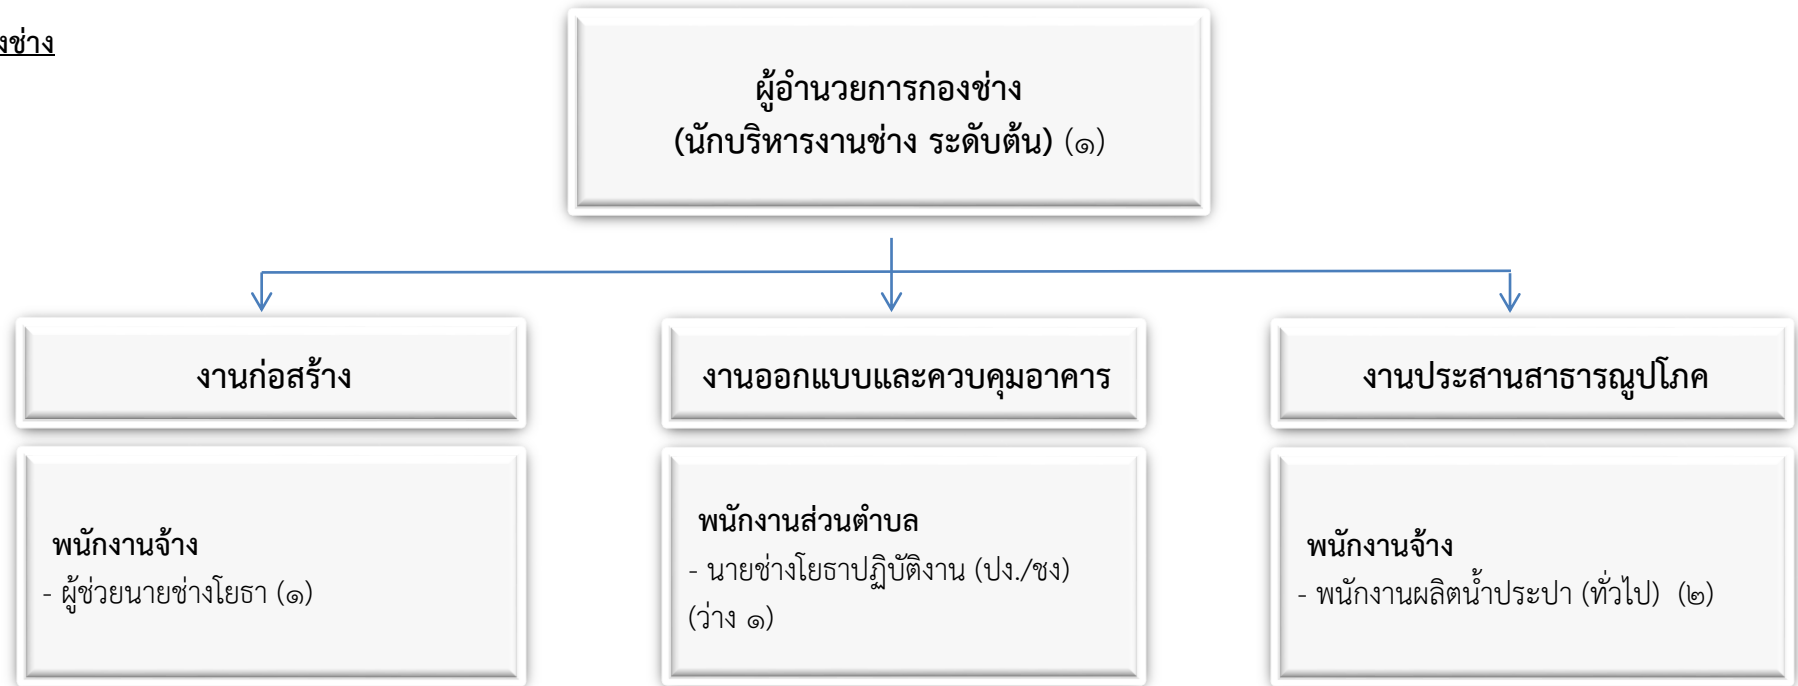 งช่าง
ผู้อำนวยการกองช่าง
(นักบริหารงานช่าง ระดับต้น) (๑)
งานก่อสร้าง
พนักงานจ้าง
- ผู้ช่วยนายช่างโยธา (๑)
งานออกแบบและควบคุมอาคาร
พนักงานส่วนตำบล
- นายช่างโยธาปฏิบัติงาน (ปง./ชง)
(ว่าง ๑)
งานประสานสาธารณูปโภค
พนักงานจ้าง
- พนักงานผลิตน้ำประปา (ทั่วไป) (๒)